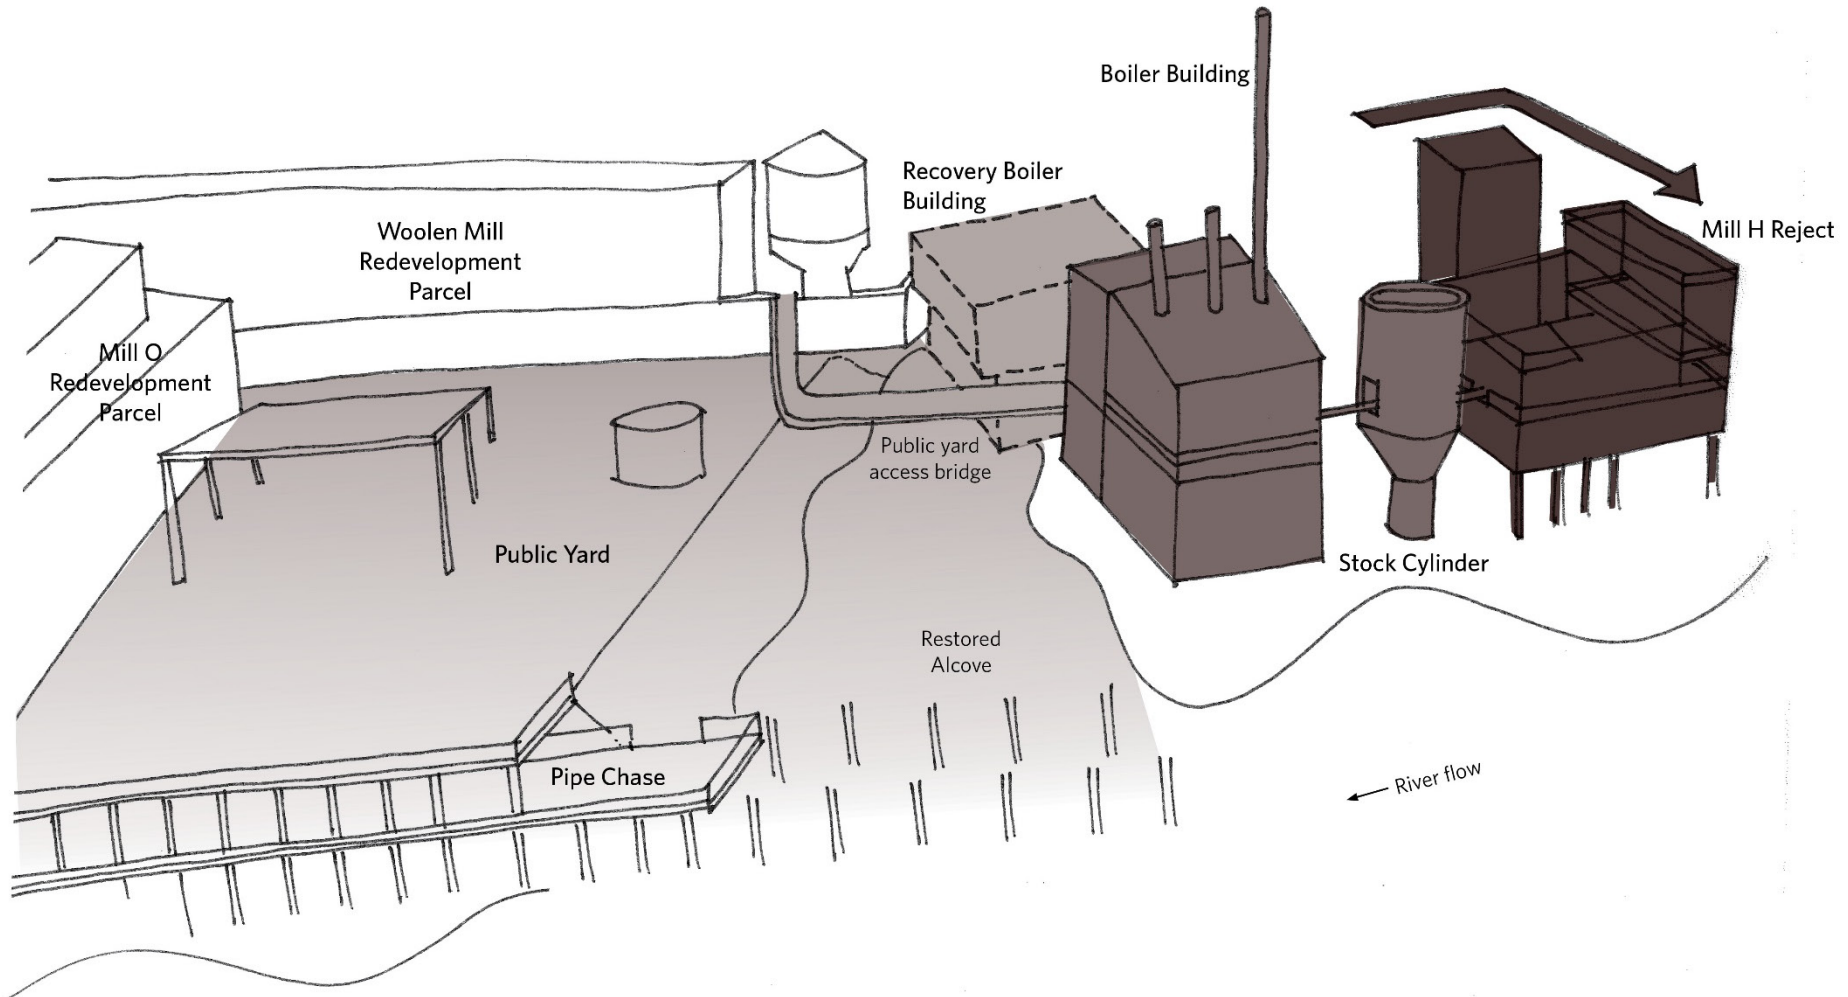 Boiler Building
Recovery Boiler
Building
Mill H Reject
Woolen Mill
Redevelopment
Parcel
Mill O
Redevelopment
Parcel
Public yard
access bridge
Public Yard
Stock Cylinder
Restored
Alcove
Pipe Chase
River flow